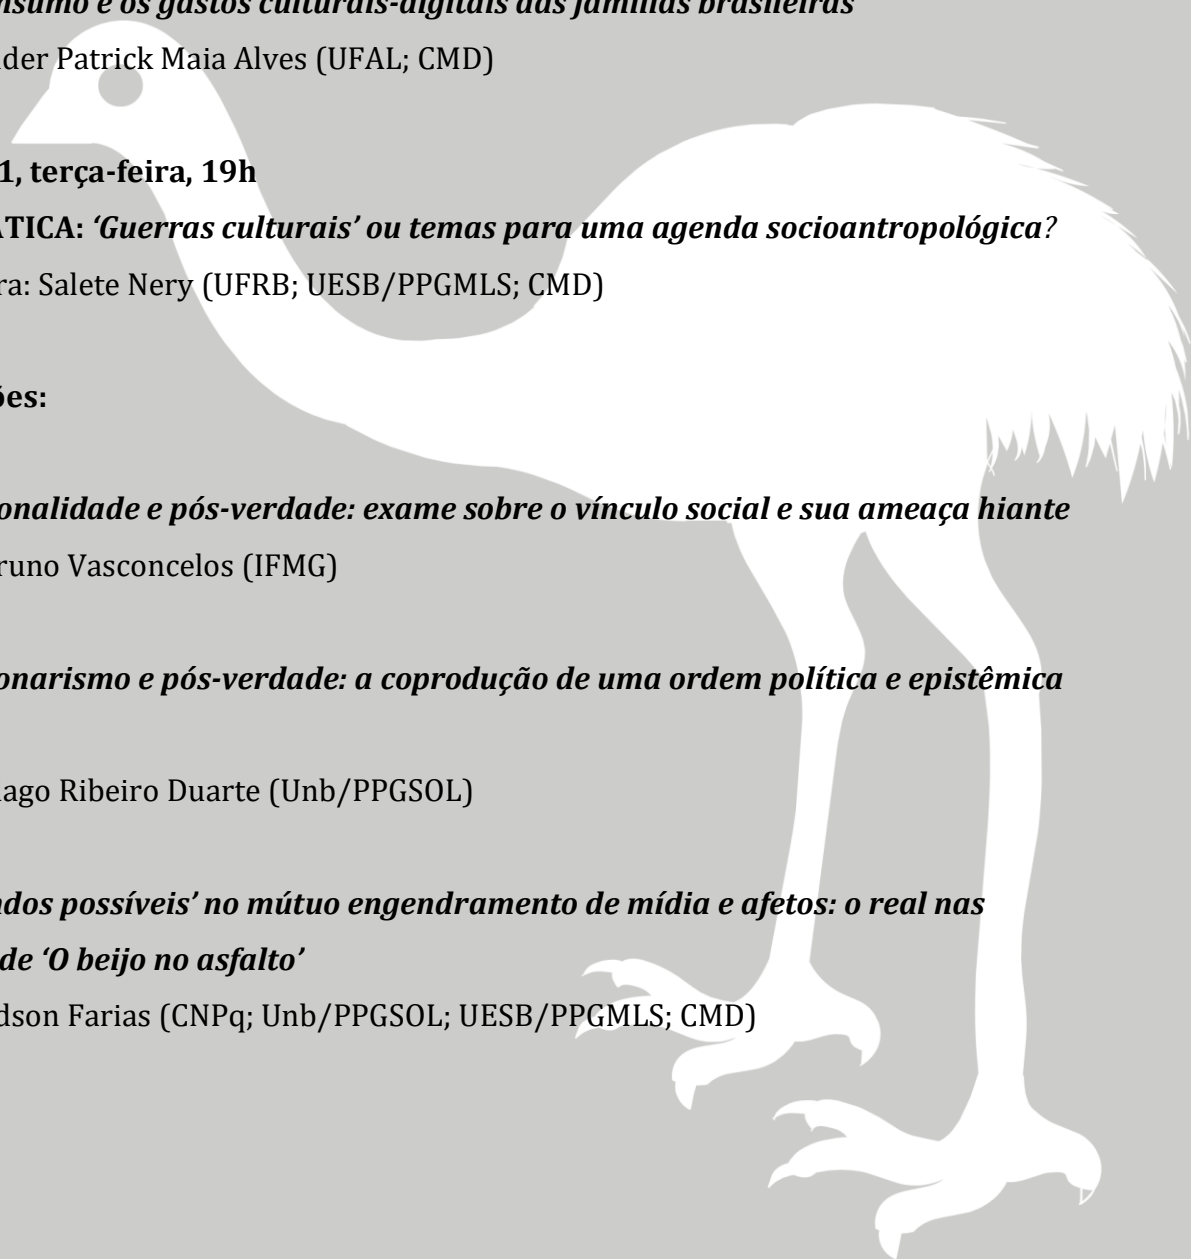 nsumo e os gastos culturais-digitais das famílias brasileiras
der Patrick Maia Alves (UFAL; CMD)
1, terça-feira, 19h
ÁTICA: ‘Guerras culturais’ ou temas para uma agenda socioantropológica?
ra: Salete Nery (UFRB; UESB/PPGMLS; CMD)
ões:
onalidade e pós-verdade: exame sobre o vínculo social e sua ameaça hiante
runo Vasconcelos (IFMG)
onarismo e pós-verdade: a coprodução de uma ordem política e epistêmica
iago Ribeiro Duarte (Unb/PPGSOL)
ndos possíveis’ no mútuo engendramento de mídia e afetos: o real nas
de ‘O beijo no asfalto’
dson Farias (CNPq; Unb/PPGSOL; UESB/PPGMLS; CMD)